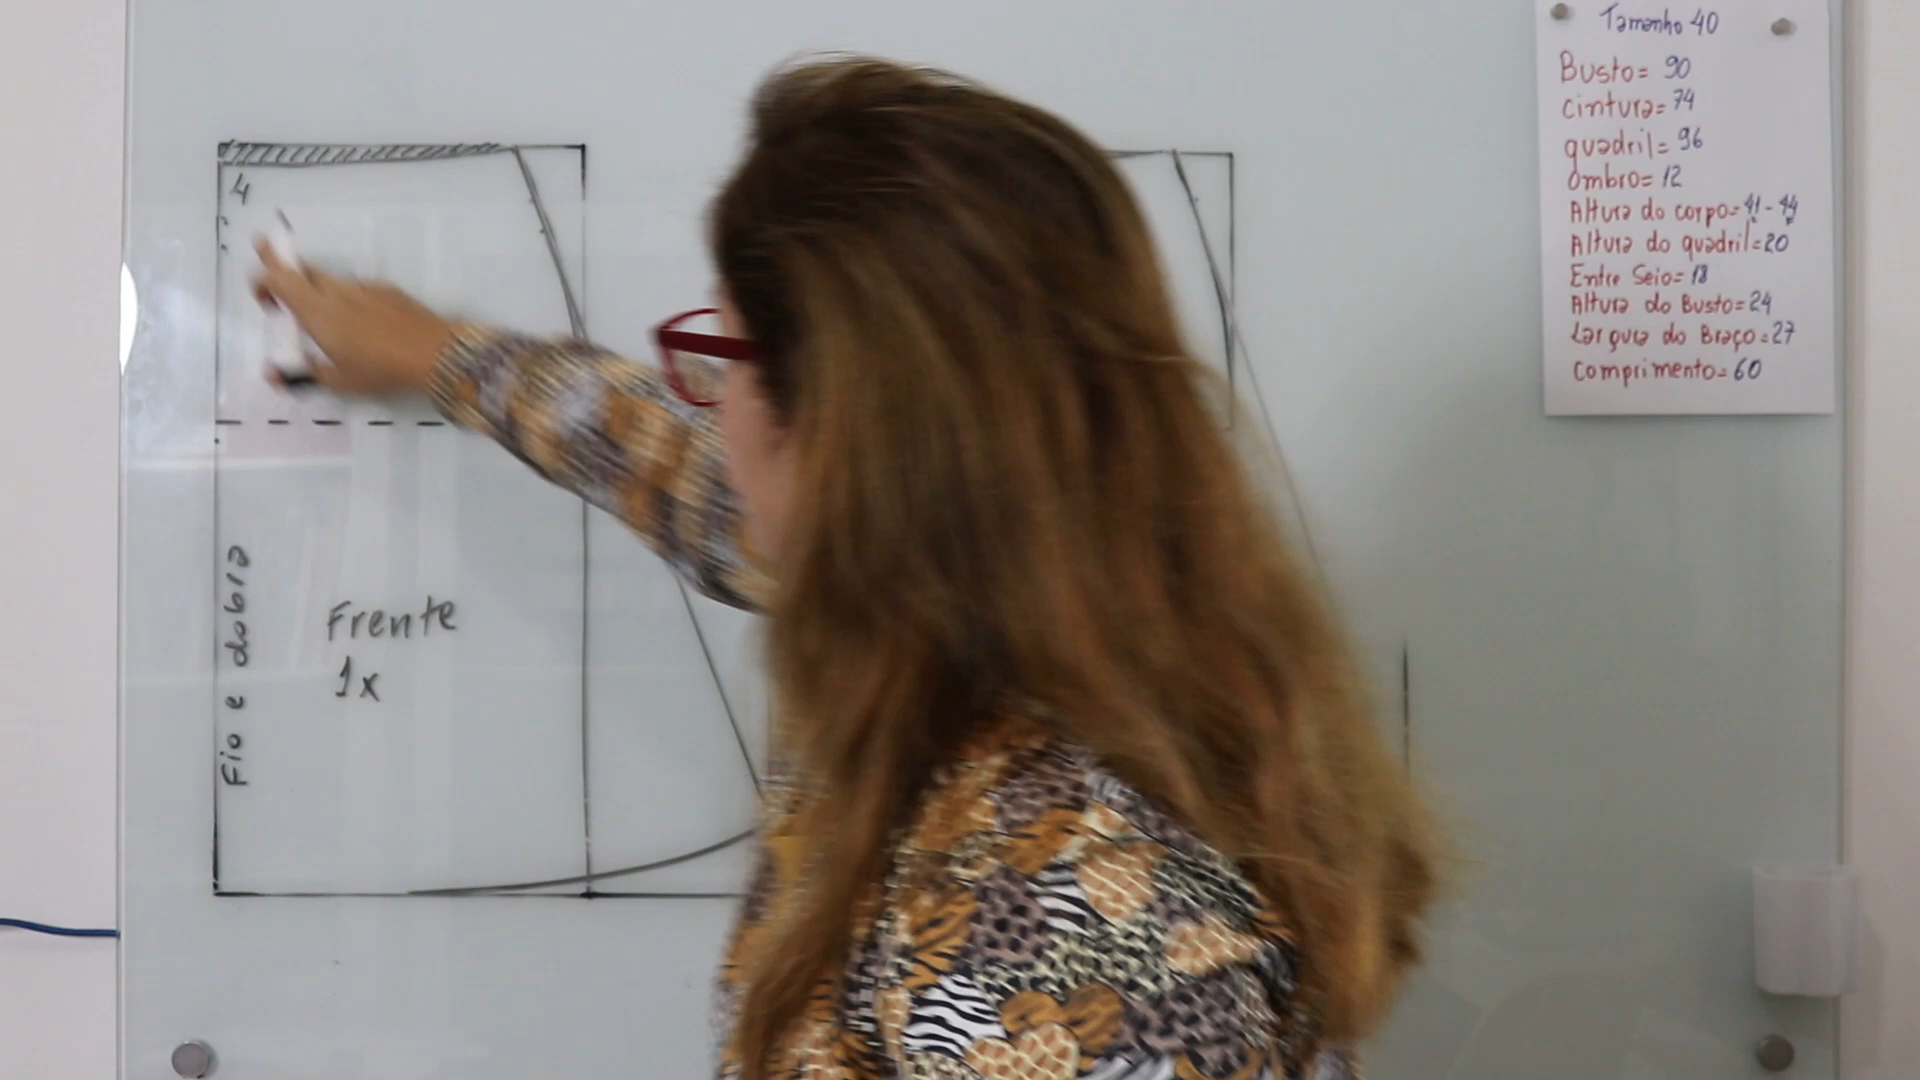 4
Fio e dobra
Frente
1x
Tamanho 40
Busto= 90
cintura= 74
quadril= 96
Ombro= 12
Altura do corpo= 41 - 44
Altura do quadril= 20
Entre Seio= 18
Altura do Busto= 24
Largura do Braço= 27
comprimento= 60